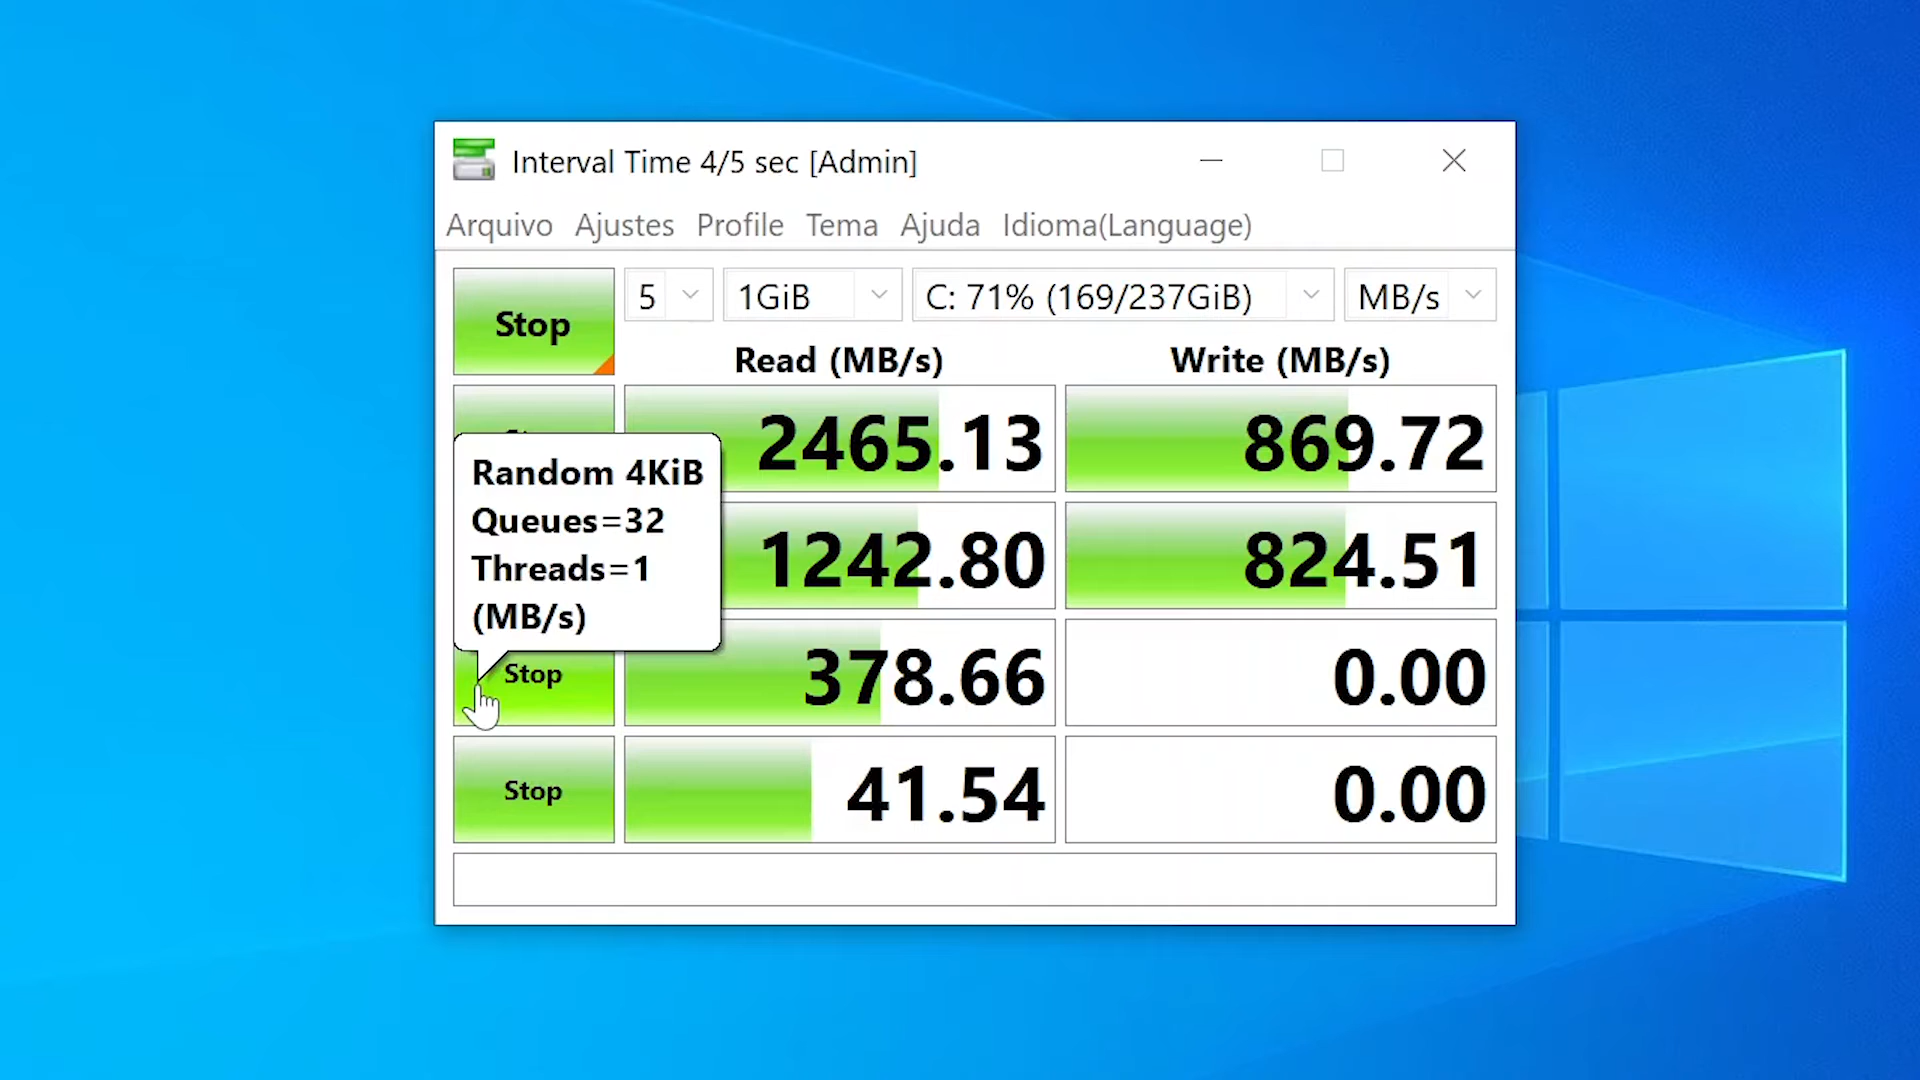 Interval Time 4/5 sec [Admin]
Arquivo Ajustes Profile Tema Ajuda Idioma(Language)
Stop 5 1GiB C: 71% (169/237GiB) MB/s
Read (MB/s) Write (MB/s)
2465.13 869.72
Random 4KiB
Queues=32
Threads=1
(MB/s)
1242.80 824.51
Stop 378.66 0.00
Stop 41.54 0.00